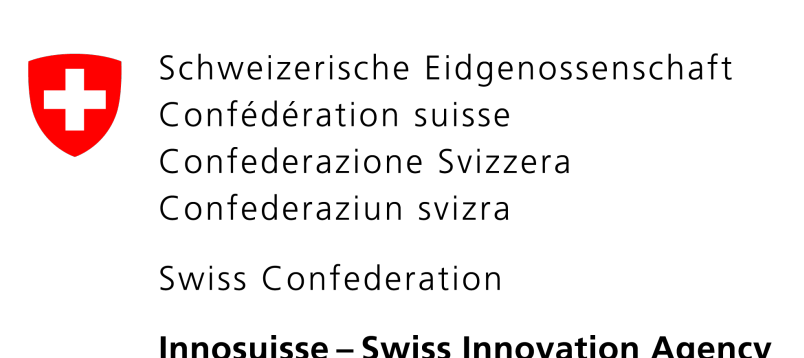 Schweizerische Eidgenossenschaft
Confédération suisse
Confederazione Svizzera
Confederaziun svizra
Swiss Confederation
Innosuisse – Swiss Innovation Agency